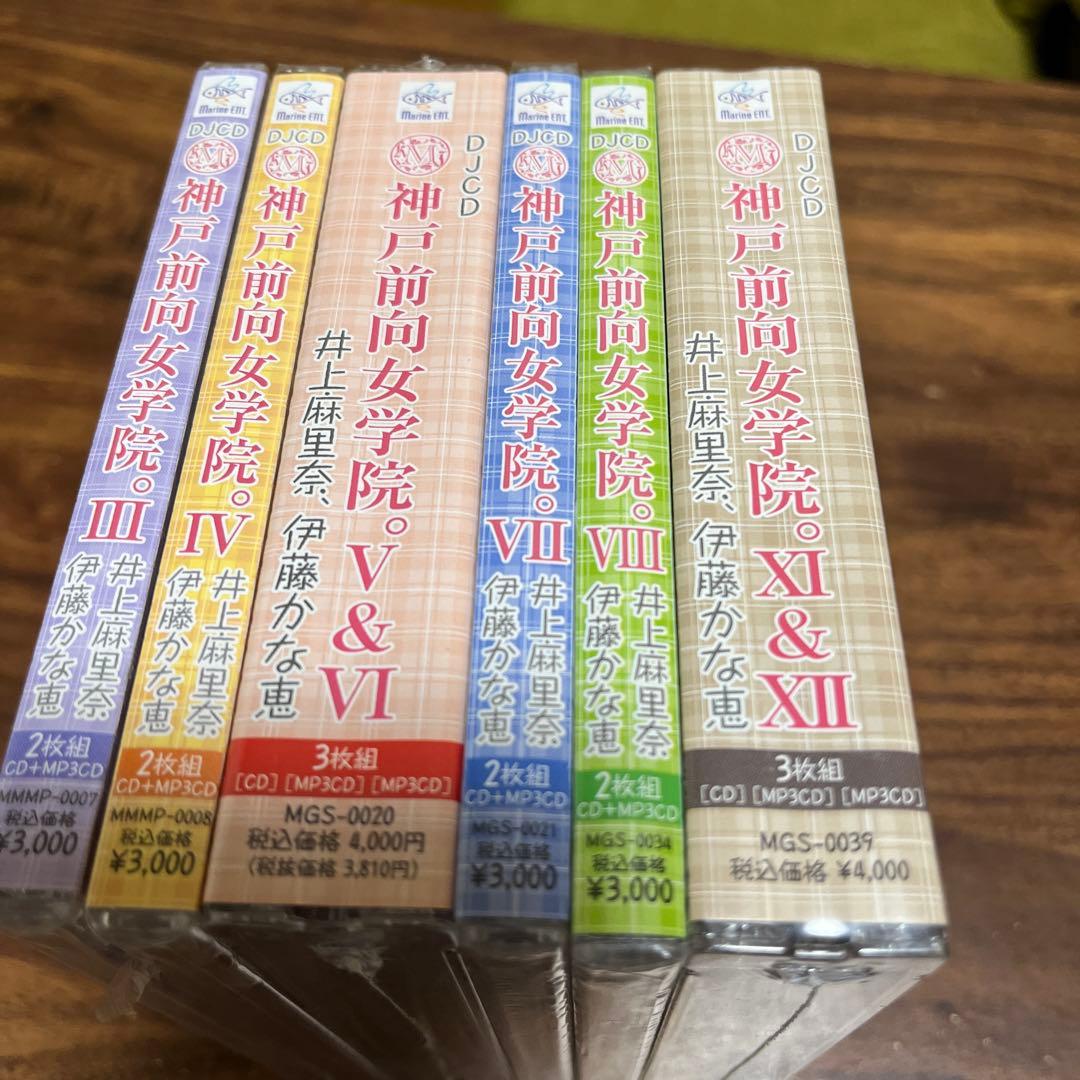 Marine ENT.
DJCD
M
神戸前向女学院。III
井上麻里奈
伊藤かな恵
2枚組
CD+MP3CD
MMMP-0007
税込価格
¥3,000
Marine ENT.
DJCD
M
神戸前向女学院。IV
井上麻里奈
伊藤かな恵
2枚組
CD+MP3CD
MMMP-0008
税込価格
¥3,000
Marine ENT.
DJCD
M
神戸前向女学院。V&VI
井上麻里奈、伊藤かな恵
3枚組
[CD][MP3CD][MP3CD]
MGS-0020
税込価格 4,000円
(税抜価格 3,810円)
Marine ENT.
DJCD
M
神戸前向女学院。VII
井上麻里奈
伊藤かな恵
2枚組
CD+MP3CD
MGS-0021
税込価格
¥3,000
Marine ENT.
DJCD
M
神戸前向女学院。VIII
井上麻里奈
伊藤かな恵
2枚組
CD+MP3CD
MGS-0034
税込価格
¥3,000
Marine ENT.
DJCD
M
神戸前向女学院。XI&XII
井上麻里奈、伊藤かな恵
3枚組
[CD][MP3CD][MP3CD]
MGS-0039
税込価格 ¥4,000